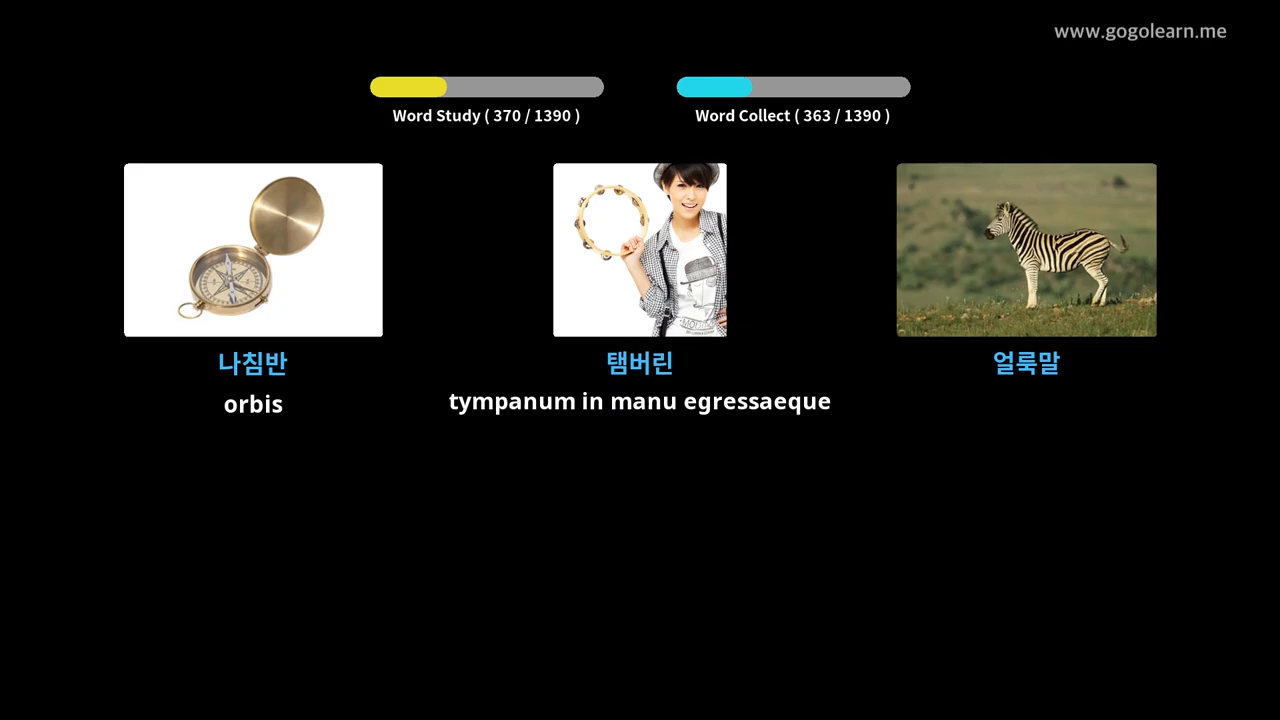 www.gogolearn.me
Word Study ( 370 / 1390 )
Word Collect ( 363 / 1390 )
나침반
탬버린
얼룩말
orbis
tympanum in manu egressaeque